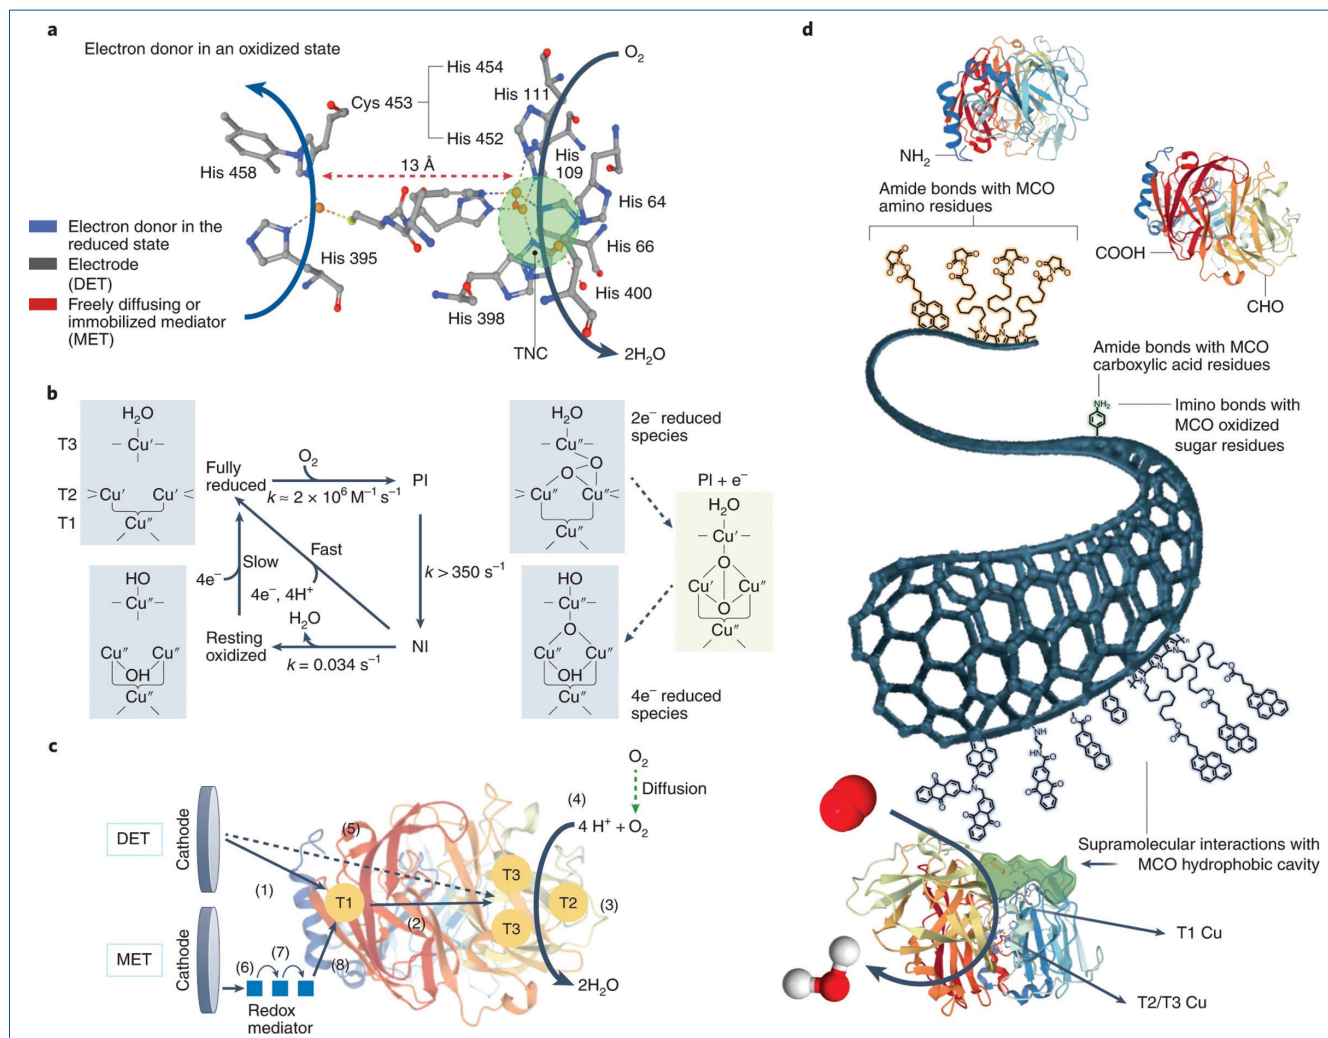 a
Electron donor in an oxidized state
O₂
His 454
Cys 453
His 111
His 452
His 458
13 Å
His
109
His 64
His 66
Electron donor in the
reduced state
Electrode
(DET)
Freely diffusing or
immobilized mediator
(MET)
His 395
His 398
His 400
TNC
2H₂O
b
H₂O
T3
Cu′
T2
Cu′ Cu′
T1
Cu″
Fully
reduced
O₂
k ≈ 2 × 10⁶ M⁻¹ s⁻¹
PI
Slow
Fast
4e⁻
4e⁻, 4H⁺
k > 350 s⁻¹
H₂O
Resting
oxidized
k = 0.034 s⁻¹
NI
HO
Cu″
Cu″ Cu″
OH
Cu″
H₂O
Cu″
O
O
Cu″ Cu″
Cu″
2e⁻ reduced
species
PI + e⁻
H₂O
Cu′
O
Cu′ Cu″
O
Cu″
HO
Cu″
O
Cu″ Cu″
OH
Cu″
4e⁻ reduced
species
c
DET
Cathode
MET
Cathode
(1)
(2)
(3)
(4)
(5)
(6)
(7)
(8)
T1
T3
T2
T3
O₂
Diffusion
4 H⁺ + O₂
2H₂O
Redox
mediator
d
NH₂
Amide bonds with MCO
amino residues
COOH
CHO
Amide bonds with MCO
carboxylic acid residues
NH₂
Imino bonds with
MCO oxidized
sugar residues
Supramolecular interactions with
MCO hydrophobic cavity
T1 Cu
T2/T3 Cu